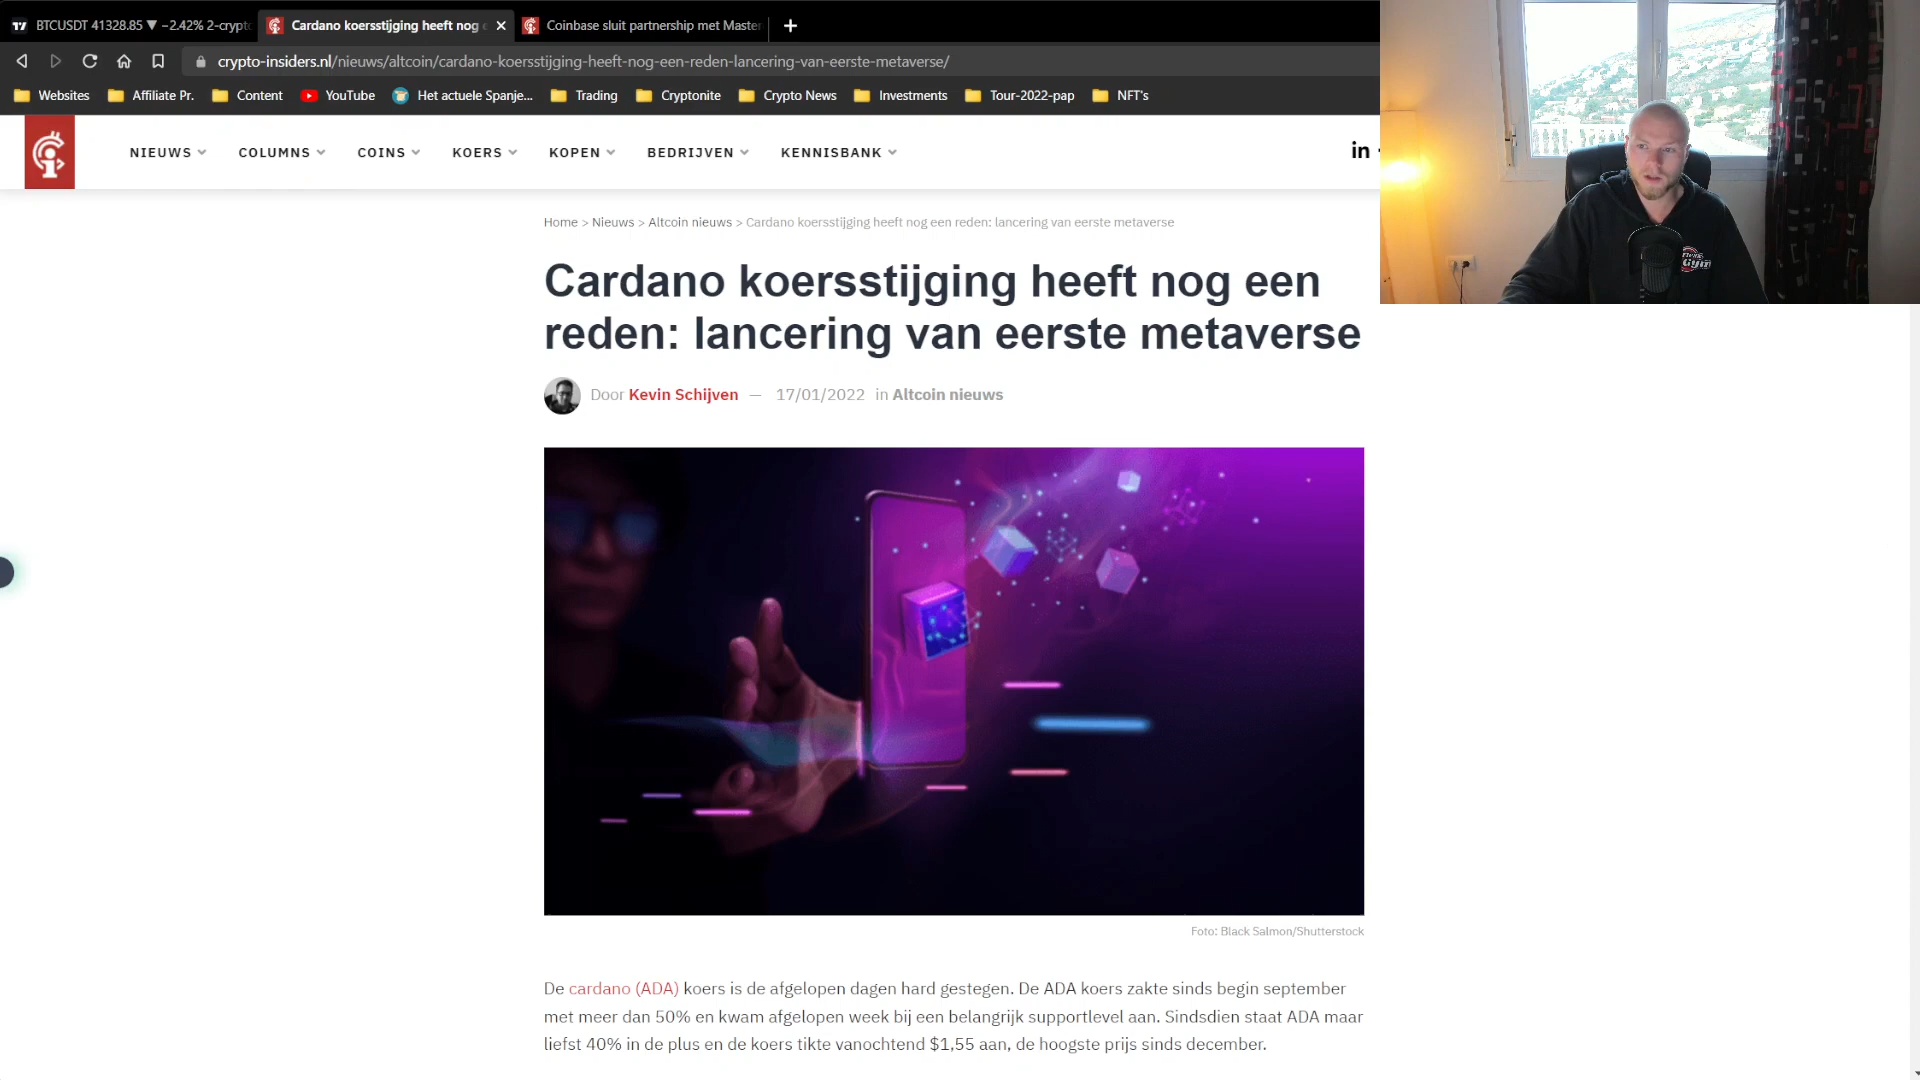 BTCUSDT 41328.85 ▼ −2.42% 2-crypt
Cardano koersstijging heeft nog
Coinbase sluit partnership met Master
crypto-insiders.nl/nieuws/altcoin/cardano-koersstijging-heeft-nog-een-reden-lancering-van-eerste-metaverse/
Websites Affiliate Pr. Content YouTube Het actuele Spanje... Trading Cryptonite Crypto News Investments Tour-2022-pap NFT's
NIEUWS COLUMNS COINS KOERS KOPEN BEDRIJVEN KENNISBANK in
Home > Nieuws > Altcoin nieuws > Cardano koersstijging heeft nog een reden: lancering van eerste metaverse
Cardano koersstijging heeft nog een
reden: lancering van eerste metaverse
Door Kevin Schijven — 17/01/2022 in Altcoin nieuws
Foto: Black Salmon/Shutterstock
De cardano (ADA) koers is de afgelopen dagen hard gestegen. De ADA koers zakte sinds begin september
met meer dan 50% en kwam afgelopen week bij een belangrijk supportlevel aan. Sindsdien staat ADA maar
liefst 40% in de plus en de koers tikte vanochtend $1,55 aan, de hoogste prijs sinds december.
Gym